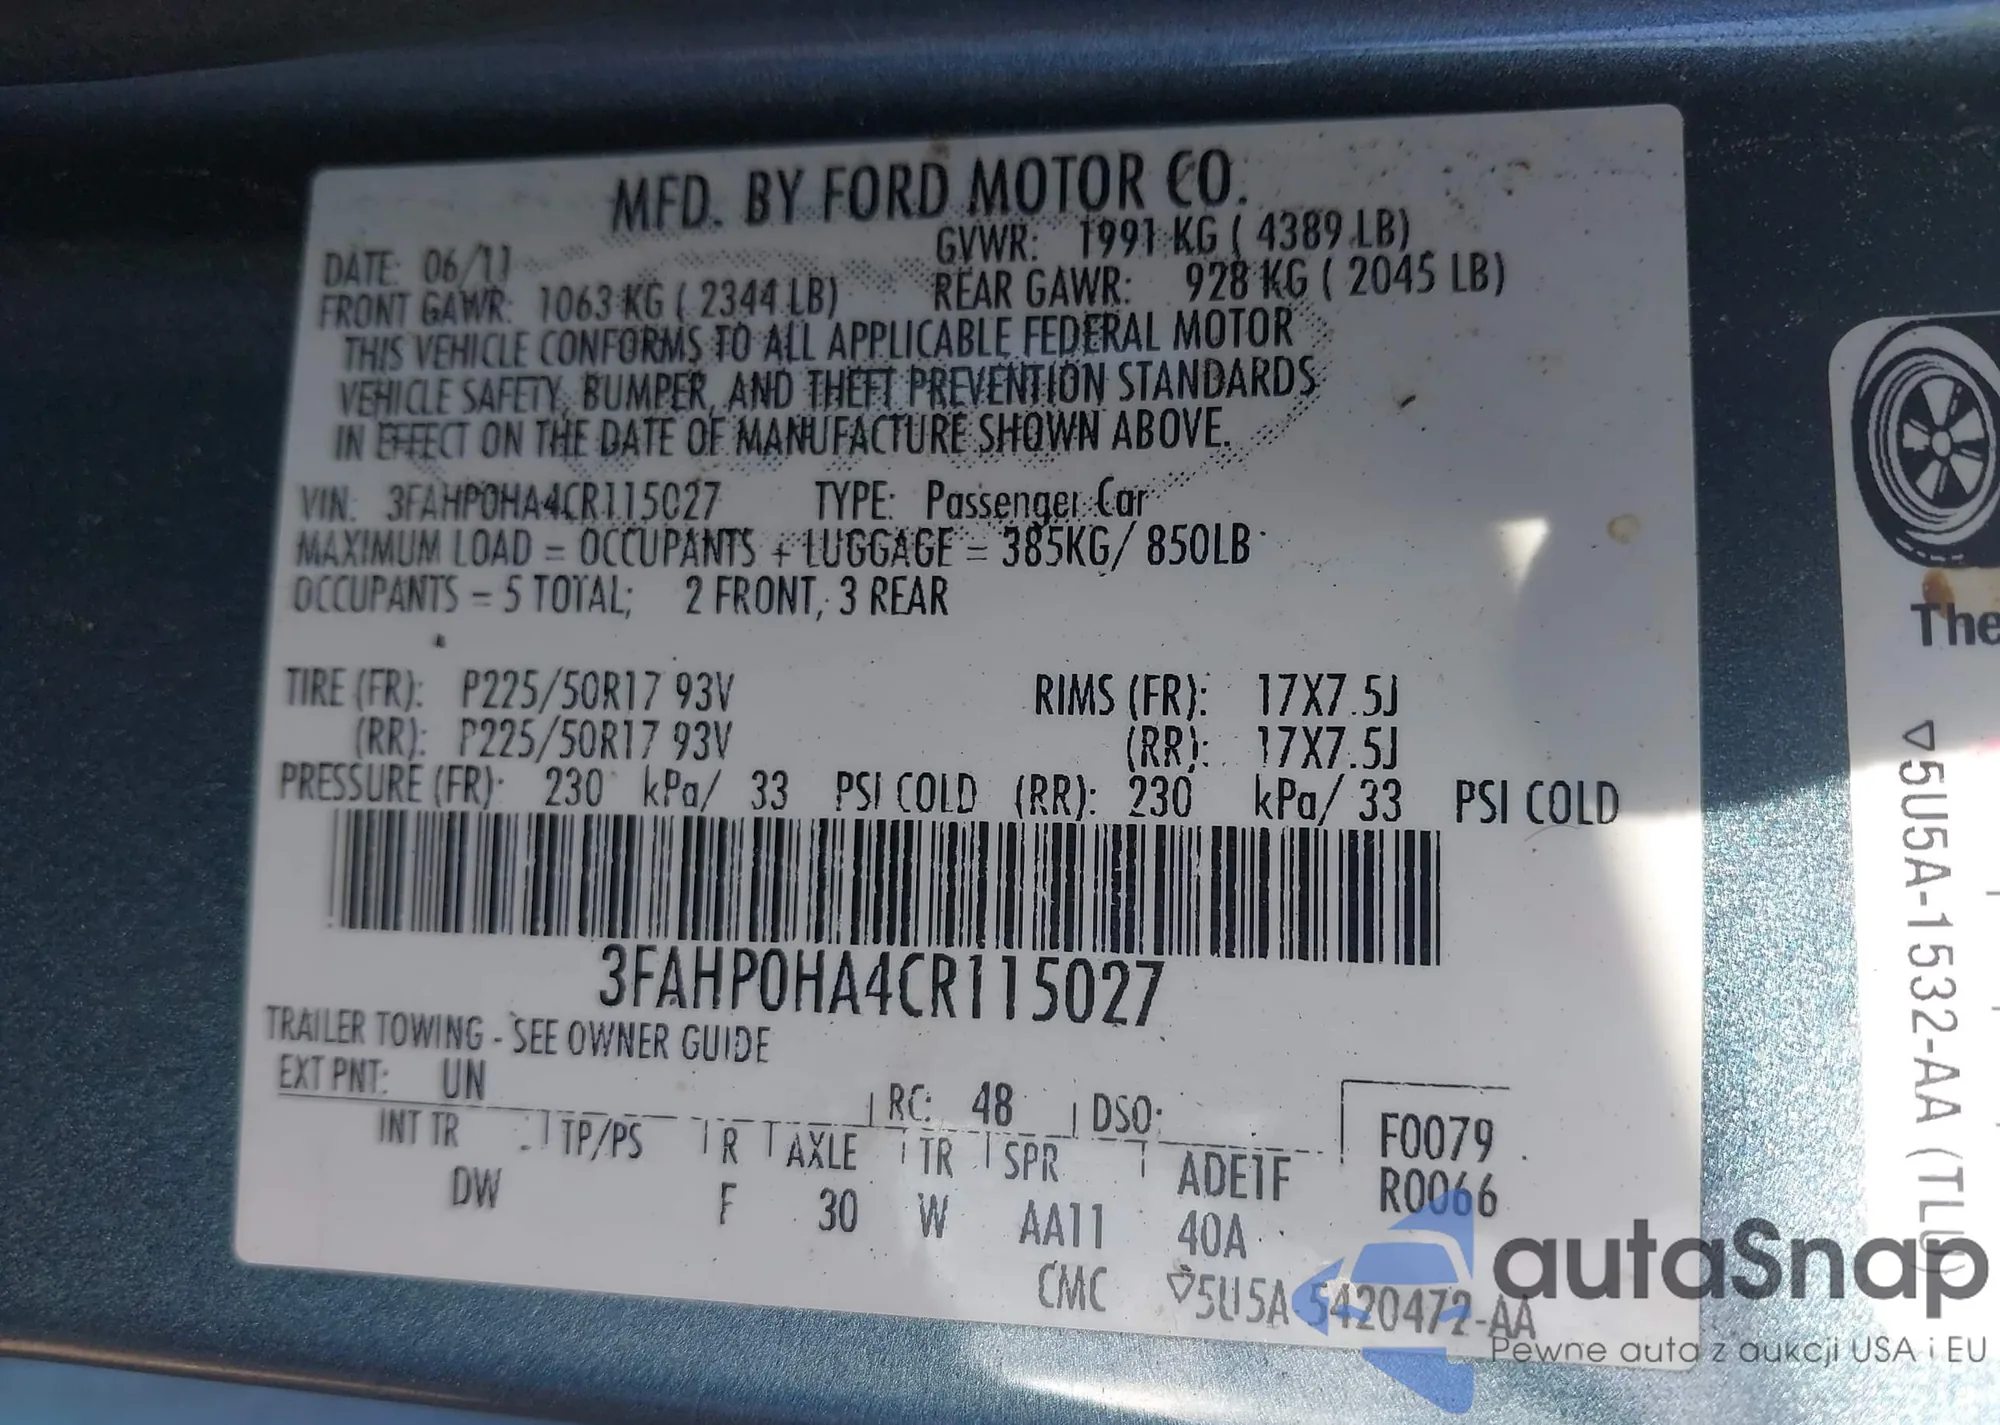 MFD. BY FORD MOTOR CO.
DATE: 06/11 GVWR: 1991 KG ( 4389 LB)
FRONT GAWR: 1063 KG ( 2344 LB) REAR GAWR: 928 KG ( 2045 LB)
THIS VEHICLE CONFORMS TO ALL APPLICABLE FEDERAL MOTOR
VEHICLE SAFETY, BUMPER, AND THEFT PREVENTION STANDARDS
IN EFFECT ON THE DATE OF MANUFACTURE SHOWN ABOVE.
VIN: 3FAHP0HA4CR115027 TYPE: Passenger Car
MAXIMUM LOAD = OCCUPANTS + LUGGAGE = 385KG/ 850LB
OCCUPANTS = 5 TOTAL; 2 FRONT, 3 REAR
TIRE (FR): P225/50R17 93V RIMS (FR): 17X7.5J
(RR): P225/50R17 93V (RR): 17X7.5J
PRESSURE (FR): 230 kPa/ 33 PSI COLD (RR): 230 kPa/ 33 PSI COLD
3FAHP0HA4CR115027
TRAILER TOWING - SEE OWNER GUIDE
EXT PNT: UN RC: 48 DSO:
INT TR TP/PS R AXLE TR SPR ADE1F F0079
DW F 30 W AA11 40A R0066
CMC 5U5A-5420472-AA
The
5U5A-1532-AA (TLU)
autaSnap
Pewne auta z aukcji USA i EU